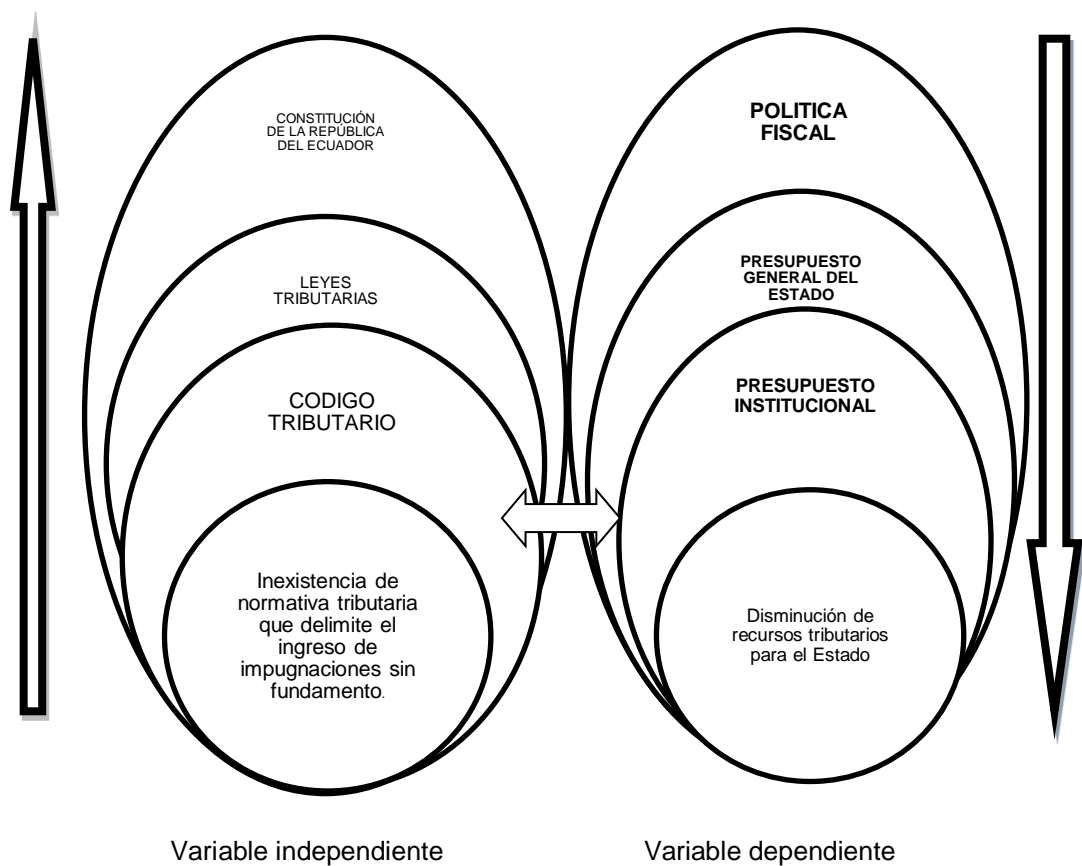 CONSTITUCIÓN
DE LA REPÚBLICA
DEL ECUADOR
LEYES
TRIBUTARIAS
CODIGO
TRIBUTARIO
Inexistencia de
normativa tributaria
que delimite el
ingreso de
impugnaciones sin
fundamento.
POLITICA
FISCAL
PRESUPUESTO
GENERAL DEL
ESTADO
PRESUPUESTO
INSTITUCIONAL
Disminución de
recursos tributarios
para el Estado
Variable independiente
Variable dependiente